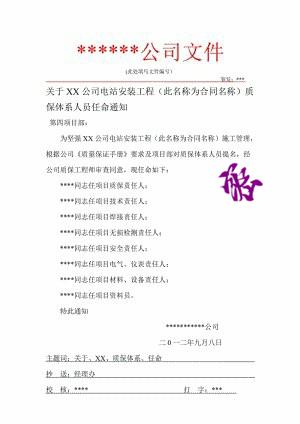 ******公司文件
(此处填写文件编号)
签发：***
关于XX公司电站安装工程（此名称为合同名称）质
保体系人员任命通知
第四项目部：
为坚强XX公司电站安装工程（此名称为合同名称）施工管理，
根据公司《质量保证手册》要求及项目部对质保体系人员提名，经
公司质保工程师审查同意，现任命如下：
****同志任项目质保责任人；
****同志任项目技术责任人；
****同志任项目焊接责任人；
****同志任项目无损检测责任人；
****同志任项目安全责任人；
****同志任项目电气、仪表责任人；
****同志任项目材料、设备责任人；
****同志任项目资料员。
特此通知
***********公司
二0一二年九月八日
主题词：关于、XX、质保体系、任命
抄 送：经理办
校 核：**** 打 字：***